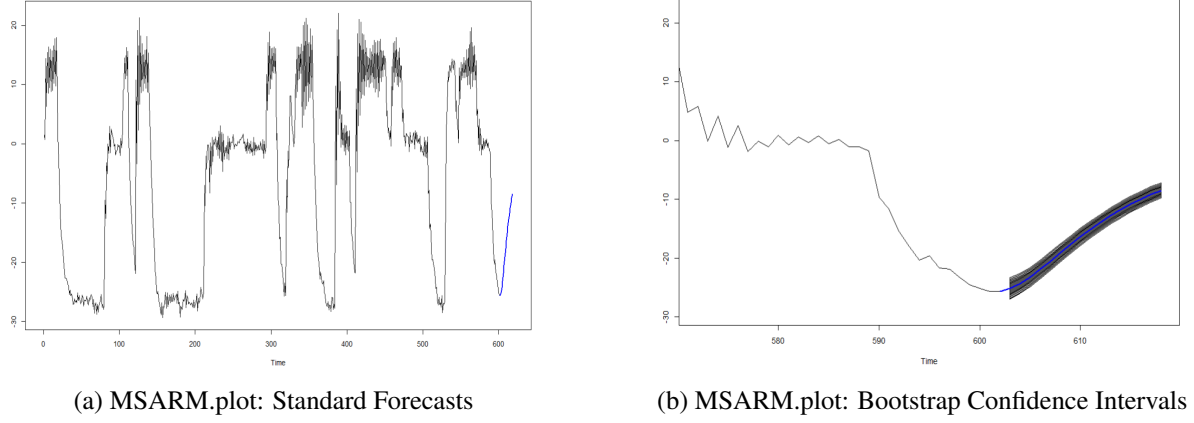 20
10
0
-10
-20
-30
0 100 200 300 400 500 600
Time
(a) MSARM.plot: Standard Forecasts
20
10
0
-10
-20
-30
580 590 600 610
Time
(b) MSARM.plot: Bootstrap Confidence Intervals